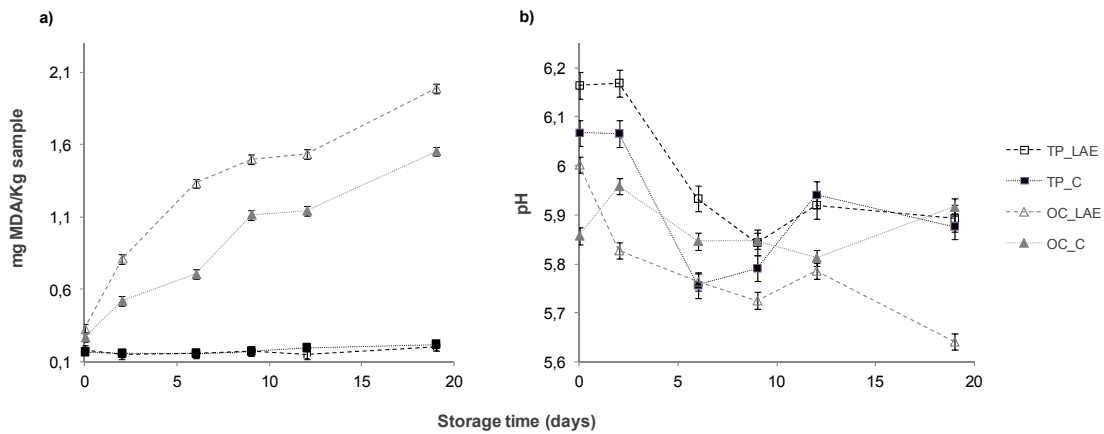 a)
mg MDA/Kg sample
2,1
1,6
1,1
0,6
0,1
0
5
10
15
20
b)
pH
6,2
6,1
6
5,9
5,8
5,7
5,6
0
5
10
15
20
Storage time (days)
TP_LAE
TP_C
OC_LAE
OC_C